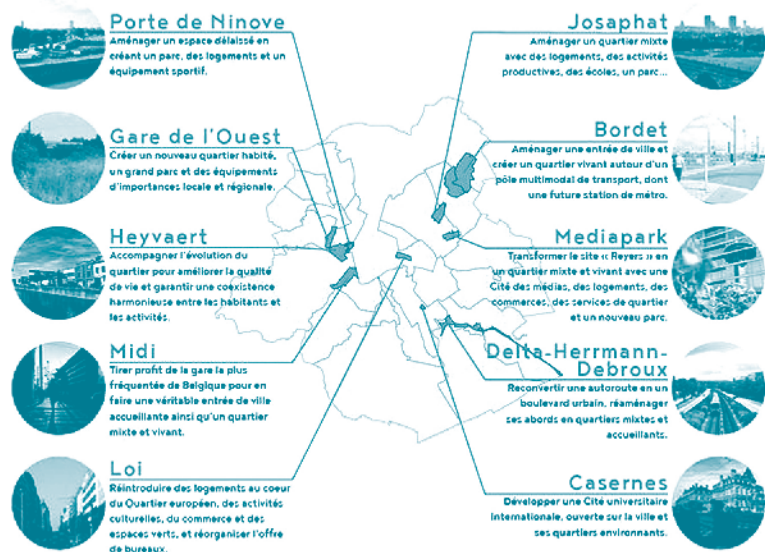 Porte de Ninove
Aménager un espace délaissé en
créant un parc, des logements et un
équipement sportif.
Gare de l'Ouest
Créer un nouveau quartier habité,
un grand parc et des équipements
d'importances locale et régionale.
Heyvaert
Accompagner l'évolution du
quartier pour améliorer la qualité
de vie et garantir une coexistence
harmonieuse entre les habitants et
les activités.
Midi
Tirer profit de la gare la plus
fréquentée de Belgique pour en
faire une véritable entrée de ville
accueillante ainsi qu'un quartier
mixte et vivant.
Loi
Réintroduire des logements au coeur
du Quartier européen, des activités
culturelles, du commerce et des
espaces verts, et réorganiser l'offre
de bureaux.
Josaphat
Aménager un quartier mixte
avec des logements, des activités
productives, des écoles, un parc...
Bordet
Aménager une entrée de ville et
créer un quartier vivant autour d'un
pôle multimodal de transport, dont
une future station de métro.
Mediapark
Transformer le site « Reyers » en
un quartier mixte et vivant avec une
Cité des médias, des logements, des
commerces, des services de quartier
et un nouveau parc.
Delta-Herrmann-
Debroux
Reconvertir une autoroute en un
boulevard urbain, réaménager
ses abords en quartiers mixtes et
accueillants.
Casernes
Développer une Cité universitaire
internationale, ouverte sur la ville et
ses quartiers environnants.